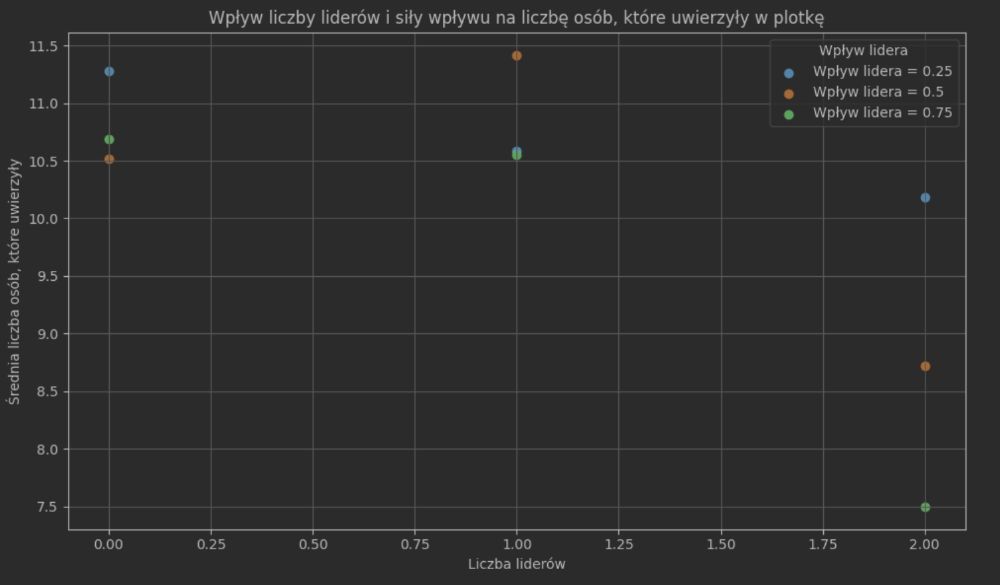 Wpływ liczby liderów i siły wpływu na liczbę osób, które uwierzyły w plotkę
Średnia liczba osób, które uwierzyły
11.5
11.0
10.5
10.0
9.5
9.0
8.5
8.0
7.5
Wpływ lidera
Wpływ lidera = 0.25
Wpływ lidera = 0.5
Wpływ lidera = 0.75
0.00 0.25 0.50 0.75 1.00 1.25 1.50 1.75 2.00
Liczba liderów